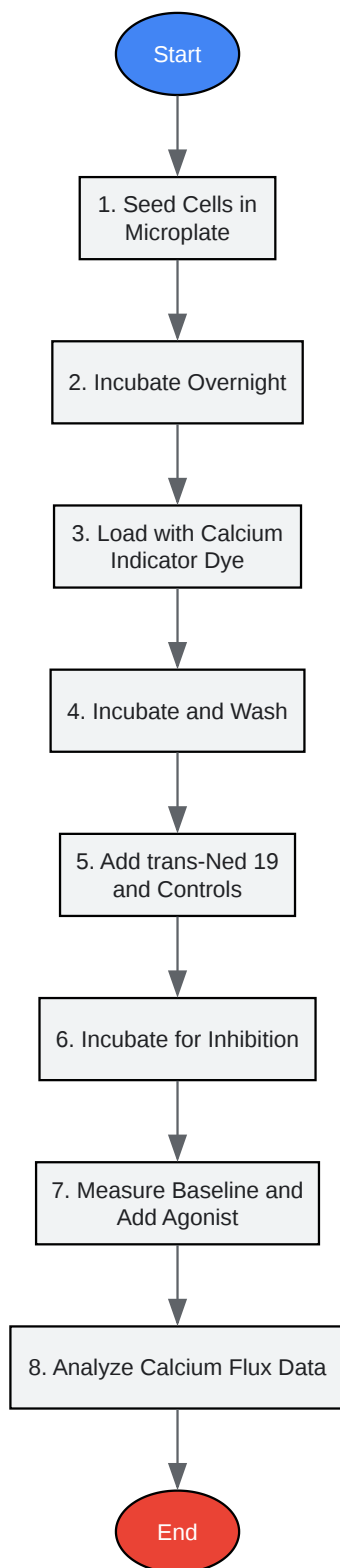 Start
1. Seed Cells in
Microplate
2. Incubate Overnight
3. Load with Calcium
Indicator Dye
4. Incubate and Wash
5. Add trans-Ned 19
and Controls
6. Incubate for Inhibition
7. Measure Baseline and
Add Agonist
8. Analyze Calcium Flux Data
End